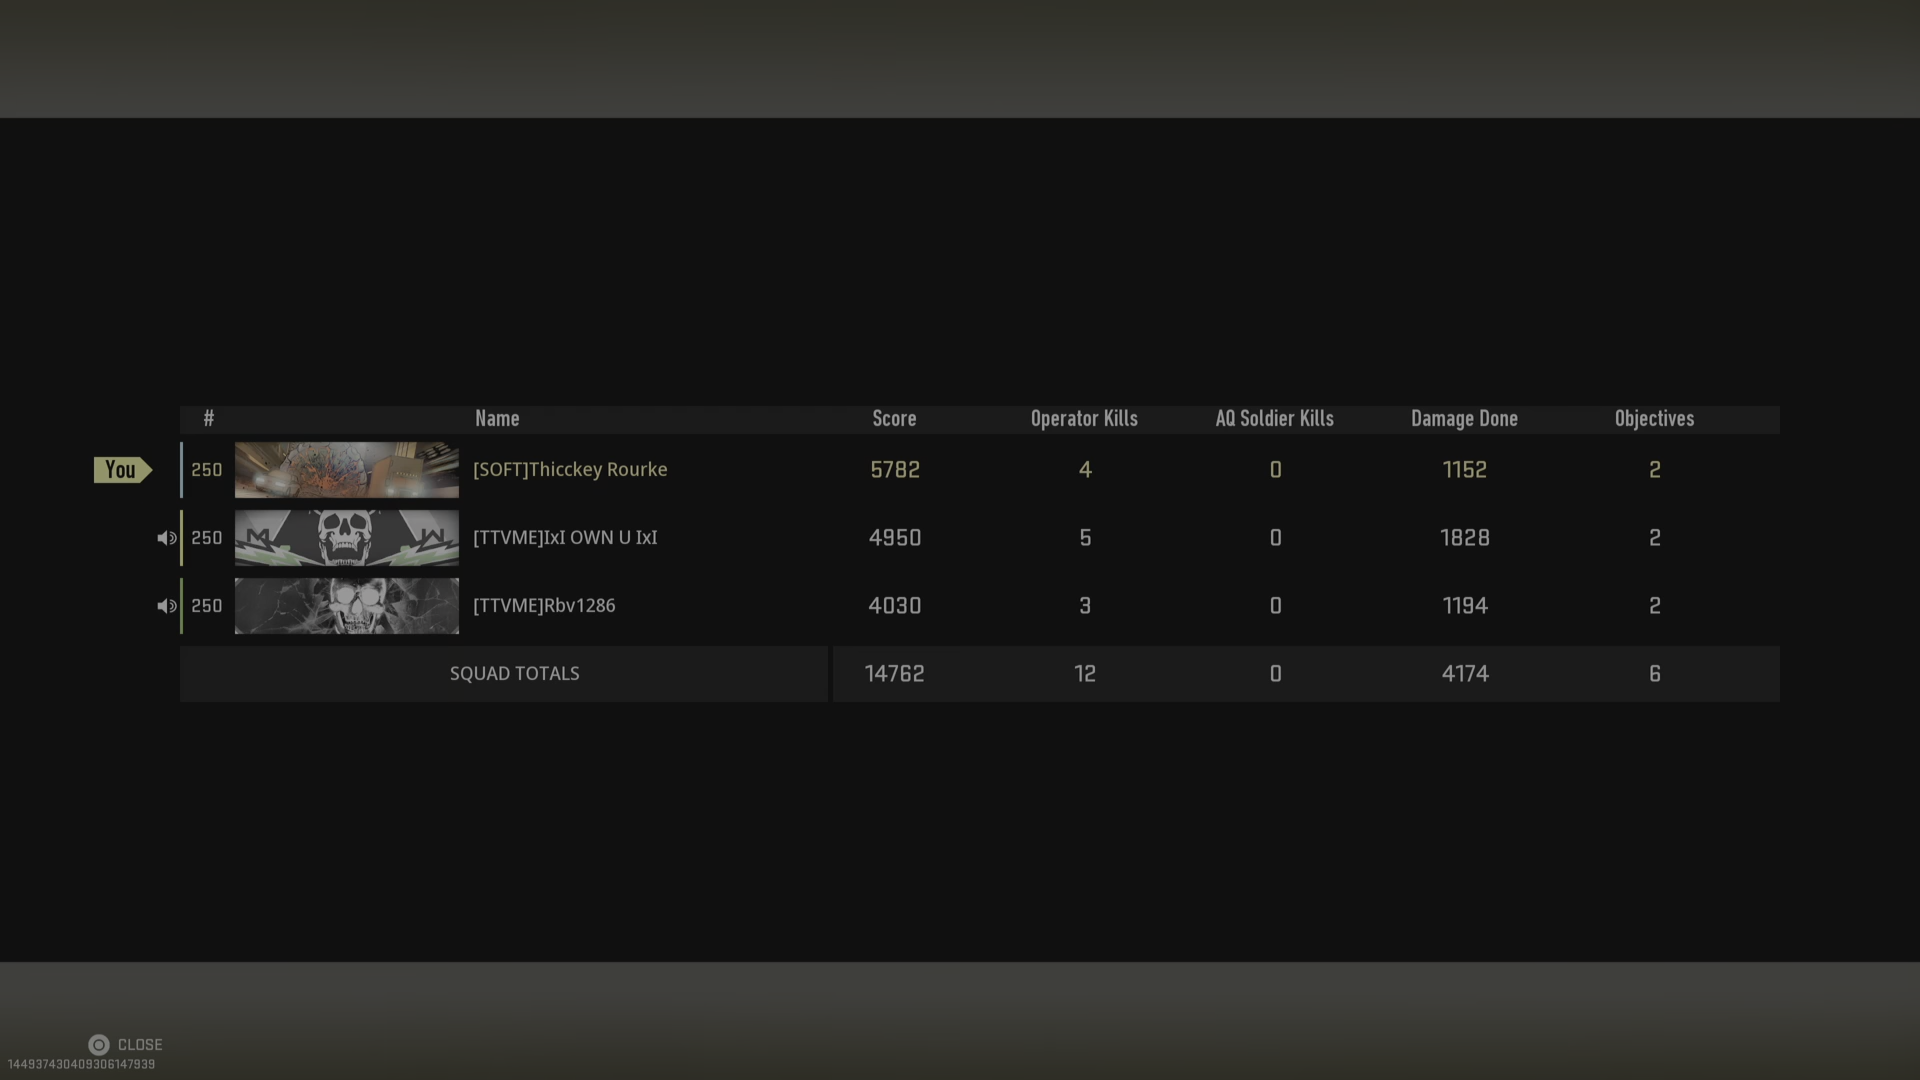 # Name Score Operator Kills AQ Soldier Kills Damage Done Objectives
You 250 [SOFT]Thicckey Rourke 5782 4 0 1152 2
250 [TTVME]IxI OWN U IxI 4950 5 0 1828 2
250 [TTVME]Rbv1286 4030 3 0 1194 2
SQUAD TOTALS 14762 12 0 4174 6
CLOSE
144937430409306147939